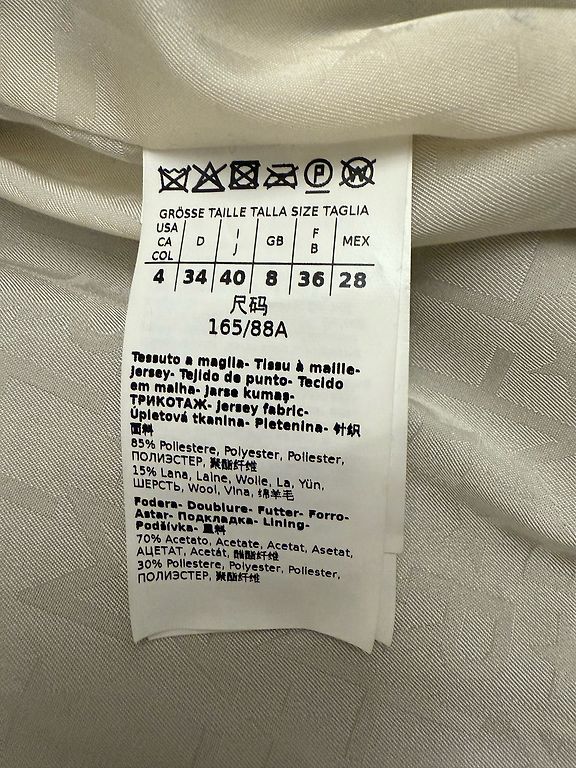 P W
GRÖSSE TAILLE TALLA SIZE TAGLIA
USA CA COL D I J GB F B MEX
4 34 40 8 36 28
尺码
165/88A
Tessuto a maglia- Tissu à maille-
Jersey- Tejido de punto- Tecido
em malha- Jarse kumaş-
ТРИКОТАЖ- Jersey fabric-
Úpletová tkanina- Pletenina- 针织
面料
85% Poliestere, Polyester, Poliester,
ПОЛИЭСТЕР, 聚酯纤维
15% Lana, Laine, Wolle, La, Yün,
ШЕРСТЬ, Wool, Vlna, 绵羊毛
Fodera- Doublure- Futter- Forro-
Astar- Подкладка- Lining-
Podšívka- 里料
70% Acetato, Acetate, Acetat, Asetat,
АЦЕТАТ, Acetát, 醋酯纤维
30% Poliestere, Polyester, Poliester,
ПОЛИЭСТЕР, 聚酯纤维